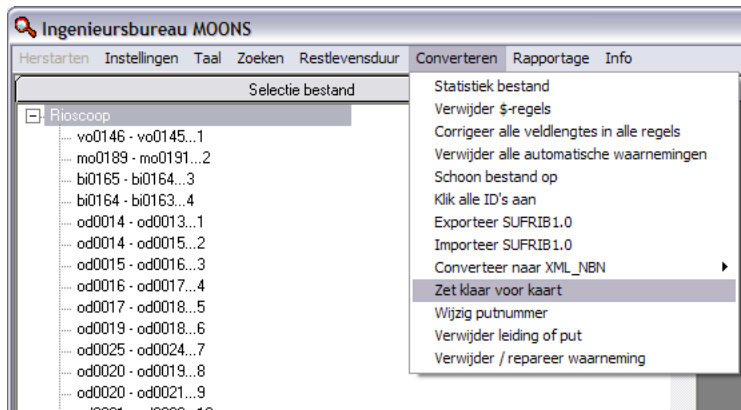 Ingenieursbureau MOONS
Herstarten Instellingen Taal Zoeken Restlevensduur Converteren Rapportage Info
Selectie bestand
Rioscoop
vo0146 - vo0145...1
mo0189 - mo0191...2
bi0165 - bi0164...3
bi0164 - bi0163...4
od0014 - od0013...1
od0014 - od0015...2
od0015 - od0016...3
od0016 - od0017...4
od0017 - od0018...5
od0019 - od0018...6
od0025 - od0024...7
od0020 - od0019...8
od0020 - od0021...9
Statistiek bestand
Verwijder $-regels
Corrigeer alle veldlengtes in alle regels
Verwijder alle automatische waarnemingen
Schoon bestand op
Klik alle ID's aan
Exporteer SUFRIB1.0
Importeer SUFRIB1.0
Converteer naar XML_NBN
Zet klaar voor kaart
Wijzig putnummer
Verwijder leiding of put
Verwijder / repareer waarneming